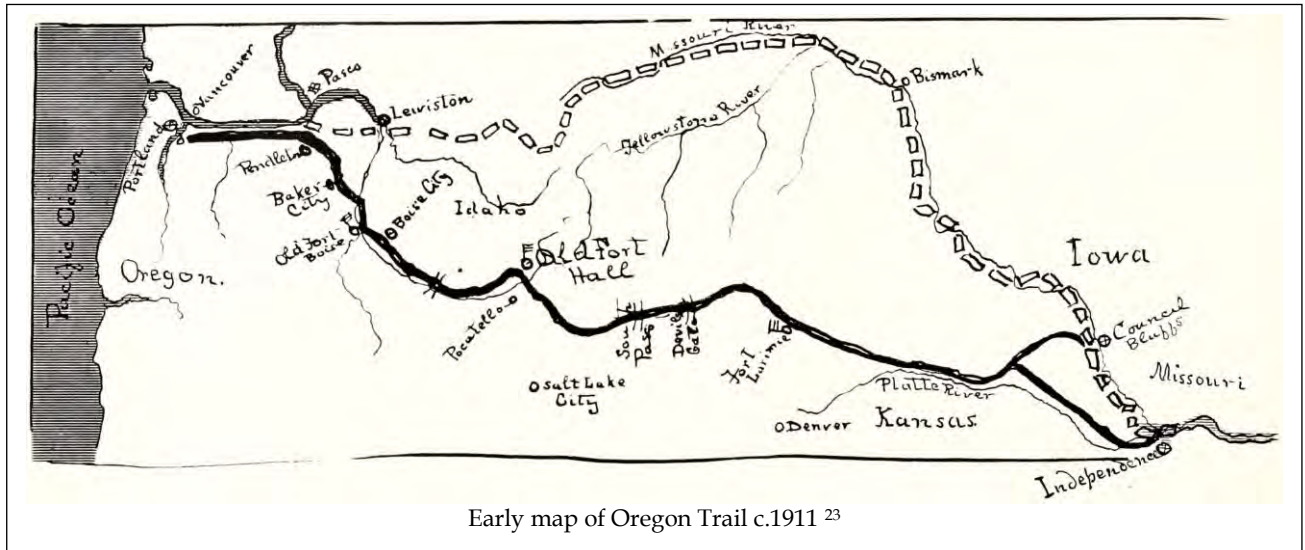 Missouri River
Vancouver
Pasco
Bismark
Lewiston
Yellowstone River
Portland
Pendleton
Pacific Ocean
Baker
City
Boise City
Idaho
Old Fort
Boise
Old Fort
Hall
Iowa
Oregon.
Pocatello
South
Pass
Devils
Gate
Fort
Larimie
Council
Bluffs
Missouri
Platte River
Salt Lake
City
Denver
Kansas.
Independence
Early map of Oregon Trail c.1911 23